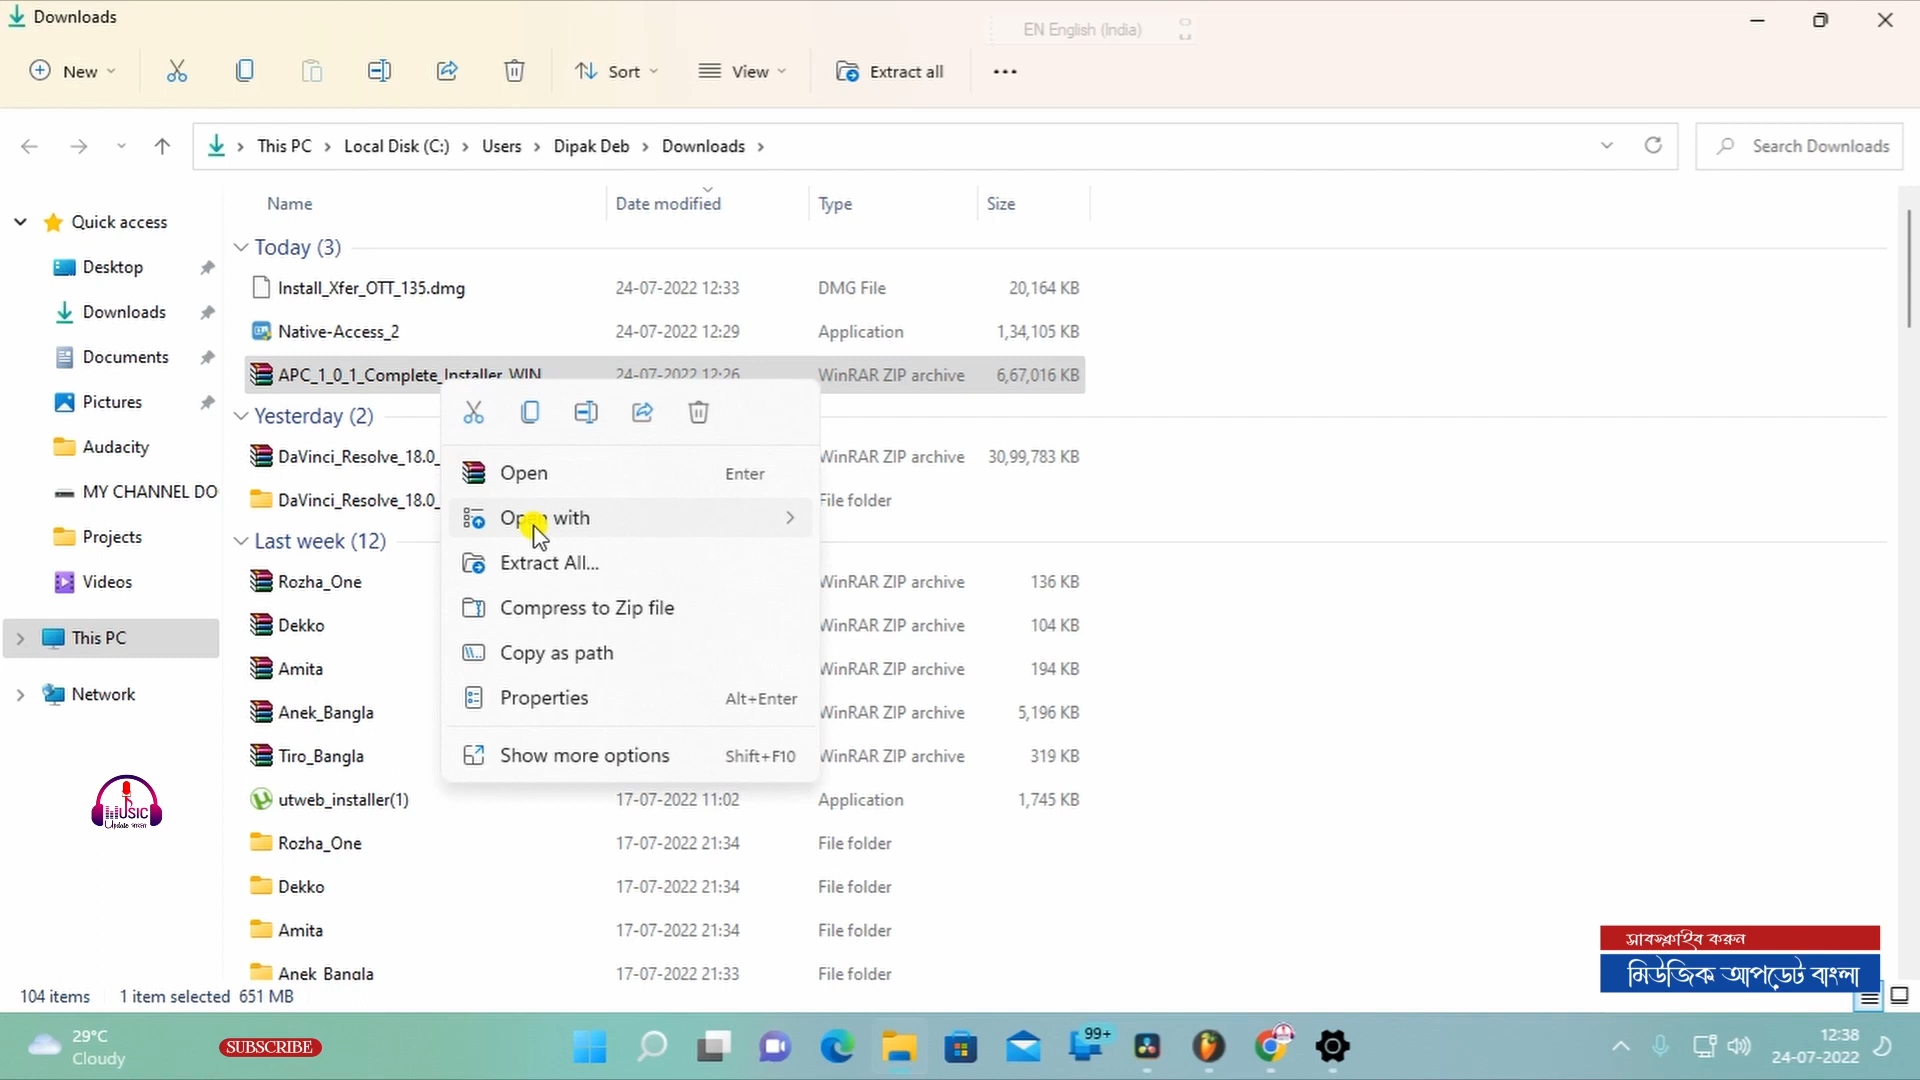 Downloads
EN English (India)
New
Sort
View
Extract all
This PC > Local Disk (C:) > Users > Dipak Deb > Downloads >
Search Downloads
Name Date modified Type Size
Quick access
Desktop
Downloads
Documents
Pictures
Audacity
MY CHANNEL DO
Projects
Videos
This PC
Network
Today (3)
Install_Xfer_OTT_135.dmg 24-07-2022 12:33 DMG File 20,164 KB
Native-Access_2 24-07-2022 12:29 Application 1,34,105 KB
APC_1_0_1_Complete_Installer_WIN 24-07-2022 12:26 WinRAR ZIP archive 6,67,016 KB
Yesterday (2)
DaVinci_Resolve_18.0_ WinRAR ZIP archive 30,99,783 KB
DaVinci_Resolve_18.0_ File folder
Last week (12)
Rozha_One WinRAR ZIP archive 136 KB
Dekko WinRAR ZIP archive 104 KB
Amita WinRAR ZIP archive 194 KB
Anek_Bangla WinRAR ZIP archive 5,196 KB
Tiro_Bangla WinRAR ZIP archive 319 KB
utweb_installer(1) 17-07-2022 11:02 Application 1,745 KB
Rozha_One 17-07-2022 21:34 File folder
Dekko 17-07-2022 21:34 File folder
Amita 17-07-2022 21:34 File folder
Anek_Bangla 17-07-2022 21:33 File folder
Open Enter
Open with
Extract All...
Compress to Zip file
Copy as path
Properties Alt+Enter
Show more options Shift+F10
MUSIC
Update বাংলা
সাবস্ক্রাইব করুন
মিউজিক আপডেট বাংলা
104 items 1 item selected 651 MB
29°C
Cloudy
SUBSCRIBE
99+
12:38
24-07-2022